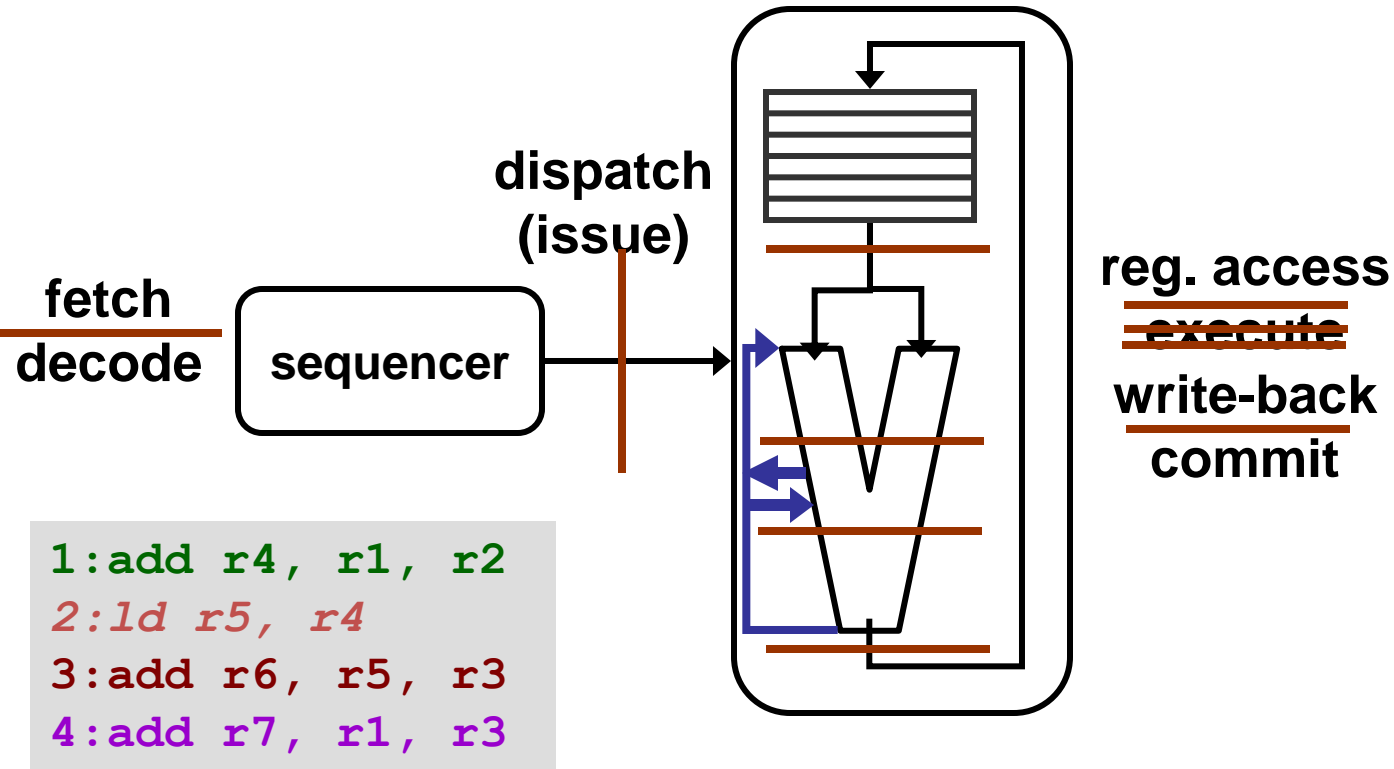 dispatch
(issue)
fetch
decode
sequencer
reg. access
execute
write-back
commit
1:add r4, r1, r2
2:ld r5, r4
3:add r6, r5, r3
4:add r7, r1, r3